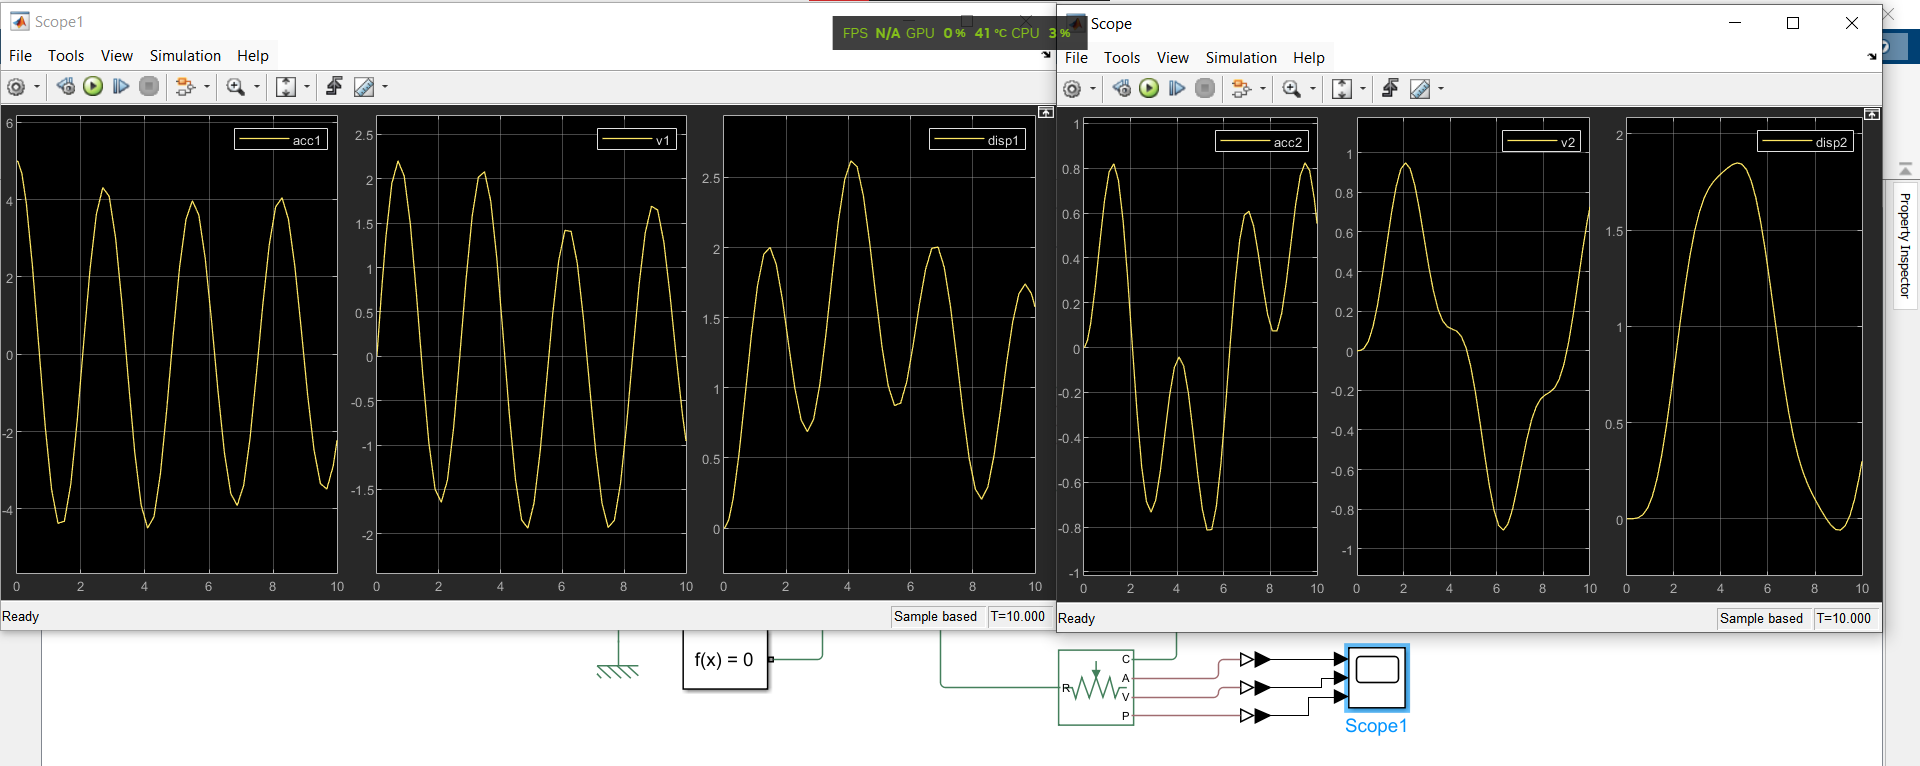 Scope1
FPS N/A GPU 0 % 41 °C CPU 3 %
Scope
File Tools View Simulation Help
File Tools View Simulation Help
acc1
6
4
2
0
-2
-4
0 2 4 6 8 10
v1
2.5
2
1.5
1
0.5
0
-0.5
-1
-1.5
-2
0 2 4 6 8 10
disp1
2.5
2
1.5
1
0.5
0
0 2 4 6 8 10
acc2
1
0.8
0.6
0.4
0.2
0
-0.2
-0.4
-0.6
-0.8
-1
0 2 4 6 8 10
v2
1
0.8
0.6
0.4
0.2
0
-0.2
-0.4
-0.6
-0.8
-1
0 2 4 6 8 10
disp2
2
1.5
1
0.5
0
0 2 4 6 8 10
Property Inspector
Ready
Sample based T=10.000
Ready
Sample based T=10.000
f(x) = 0
C
A
R
V
P
Scope1